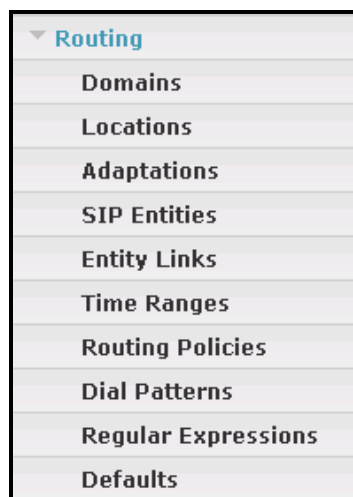 Routing
Domains
Locations
Adaptations
SIP Entities
Entity Links
Time Ranges
Routing Policies
Dial Patterns
Regular Expressions
Defaults